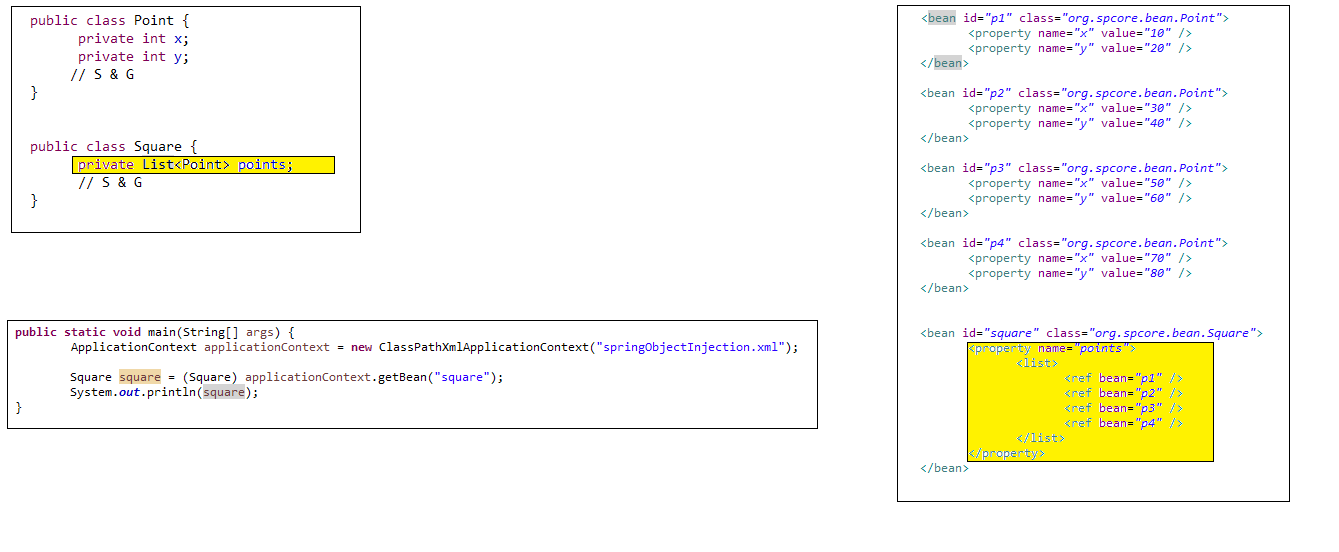 public class Point {
private int x;
private int y;
// S & G
}
public class Square {
private List<Point> points;
// S & G
}
public static void main(String[] args) {
ApplicationContext applicationContext = new ClassPathXmlApplicationContext("springObjectInjection.xml");
Square square = (Square) applicationContext.getBean("square");
System.out.println(square);
}
<bean id="p1" class="org.spcore.bean.Point">
<property name="x" value="10" />
<property name="y" value="20" />
</bean>
<bean id="p2" class="org.spcore.bean.Point">
<property name="x" value="30" />
<property name="y" value="40" />
</bean>
<bean id="p3" class="org.spcore.bean.Point">
<property name="x" value="50" />
<property name="y" value="60" />
</bean>
<bean id="p4" class="org.spcore.bean.Point">
<property name="x" value="70" />
<property name="y" value="80" />
</bean>
<bean id="square" class="org.spcore.bean.Square">
<property name="points">
<list>
<ref bean="p1" />
<ref bean="p2" />
<ref bean="p3" />
<ref bean="p4" />
</list>
</property>
</bean>